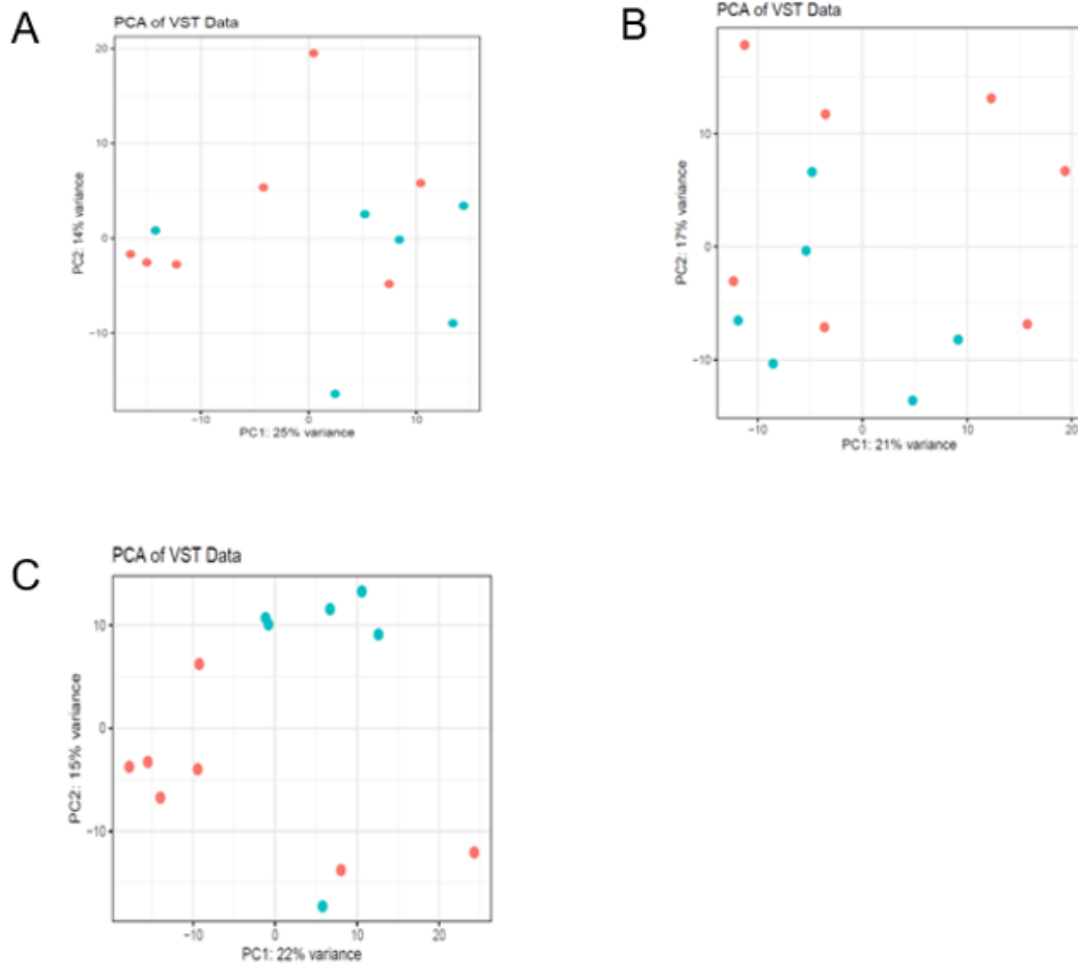 A
PCA of VST Data
20
10
0
−10
PC2: 14% variance
−10
0
10
PC1: 25% variance
B
PCA of VST Data
10
0
−10
PC2: 17% variance
−10
0
10
20
PC1: 21% variance
C
PCA of VST Data
10
0
−10
PC2: 15% variance
−10
0
10
20
PC1: 22% variance